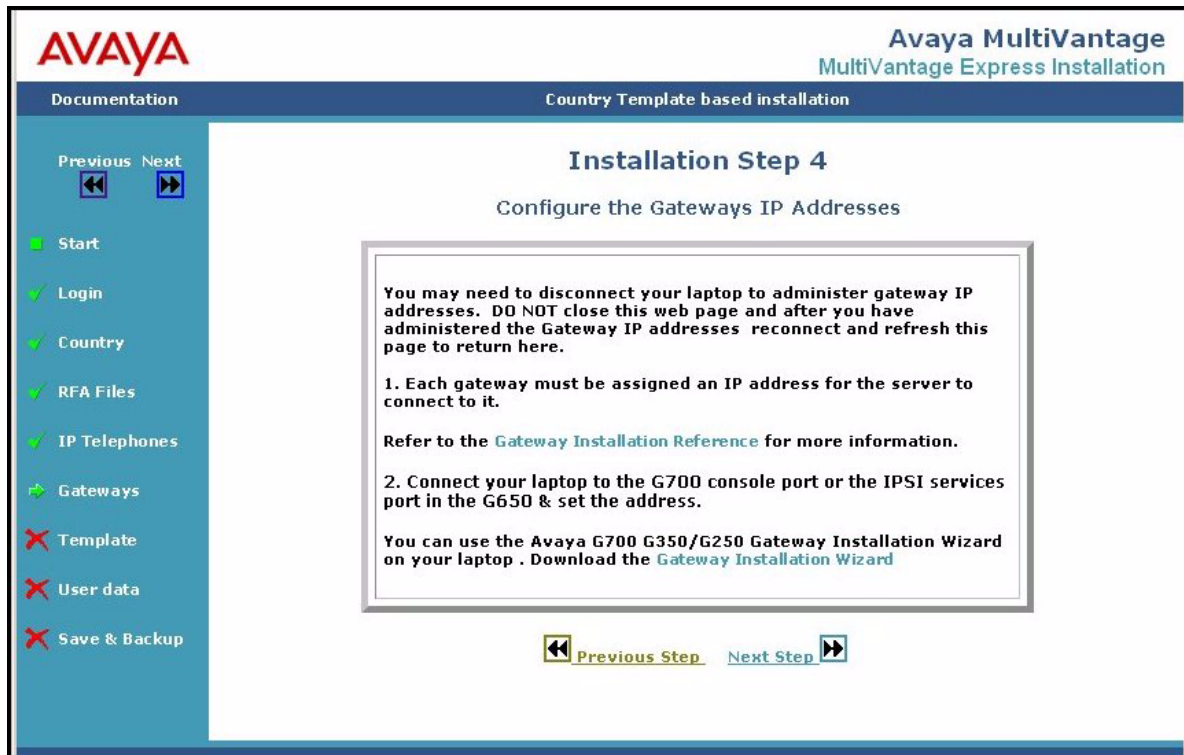 AVAYA
Avaya MultiVantage
MultiVantage Express Installation
Documentation
Country Template based installation
Previous Next
Start
Login
Country
RFA Files
IP Telephones
Gateways
Template
User data
Save & Backup
Installation Step 4
Configure the Gateways IP Addresses
You may need to disconnect your laptop to administer gateway IP
addresses. DO NOT close this web page and after you have
administered the Gateway IP addresses reconnect and refresh this
page to return here.
1. Each gateway must be assigned an IP address for the server to
connect to it.
Refer to the Gateway Installation Reference for more information.
2. Connect your laptop to the G700 console port or the IPSI services
port in the G650 & set the address.
You can use the Avaya G700 G350/G250 Gateway Installation Wizard
on your laptop . Download the Gateway Installation Wizard
Previous Step Next Step